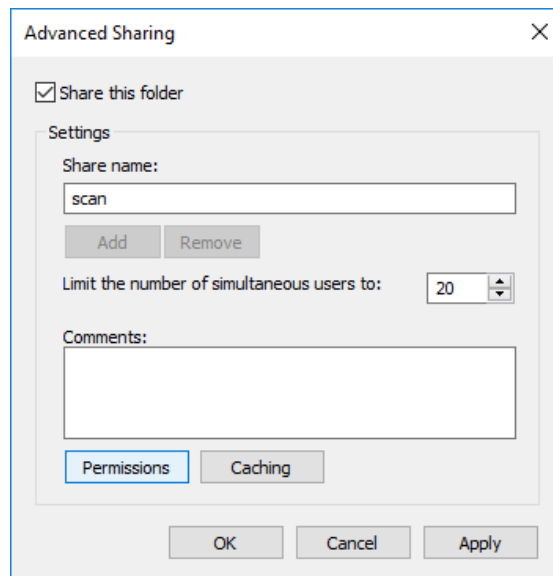 Advanced Sharing
Share this folder
Settings
Share name:
scan
Add Remove
Limit the number of simultaneous users to: 20
Comments:
Permissions Caching
OK Cancel Apply